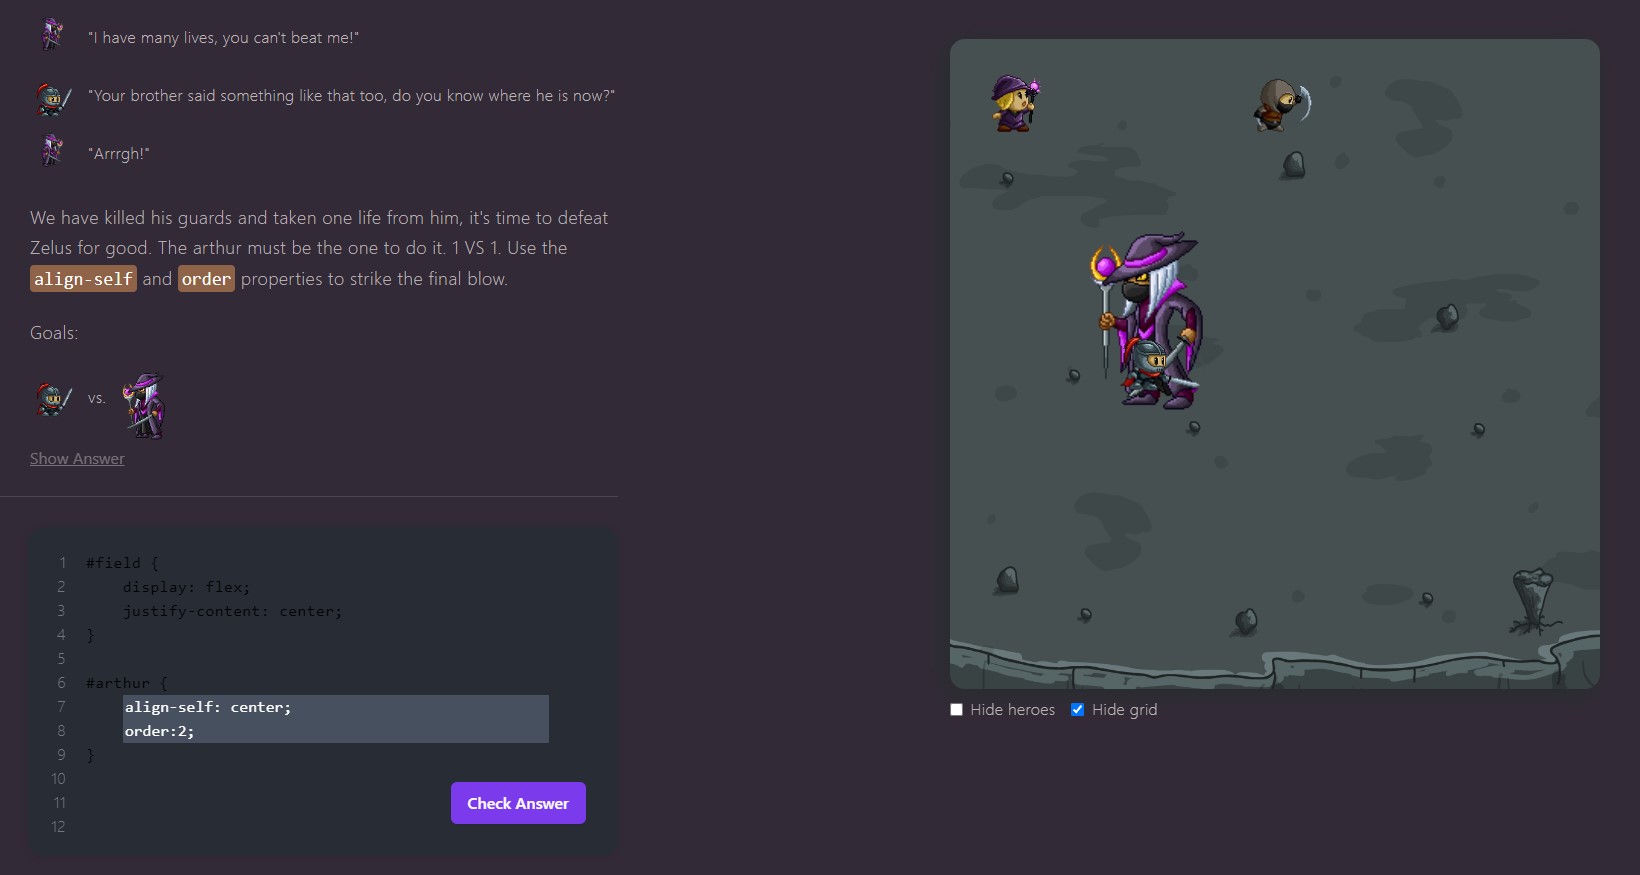 "I have many lives, you can't beat me!"
"Your brother said something like that too, do you know where he is now?"
"Arrrgh!"
We have killed his guards and taken one life from him, it's time to defeat
Zelus for good. The arthur must be the one to do it. 1 VS 1. Use the
align-self and order properties to strike the final blow.
Goals:
vs.
Show Answer
1 #field {
2 display: flex;
3 justify-content: center;
4 }
5
6 #arthur {
7 align-self: center;
8 order:2;
9 }
10
11
12
Check Answer
Hide heroes Hide grid